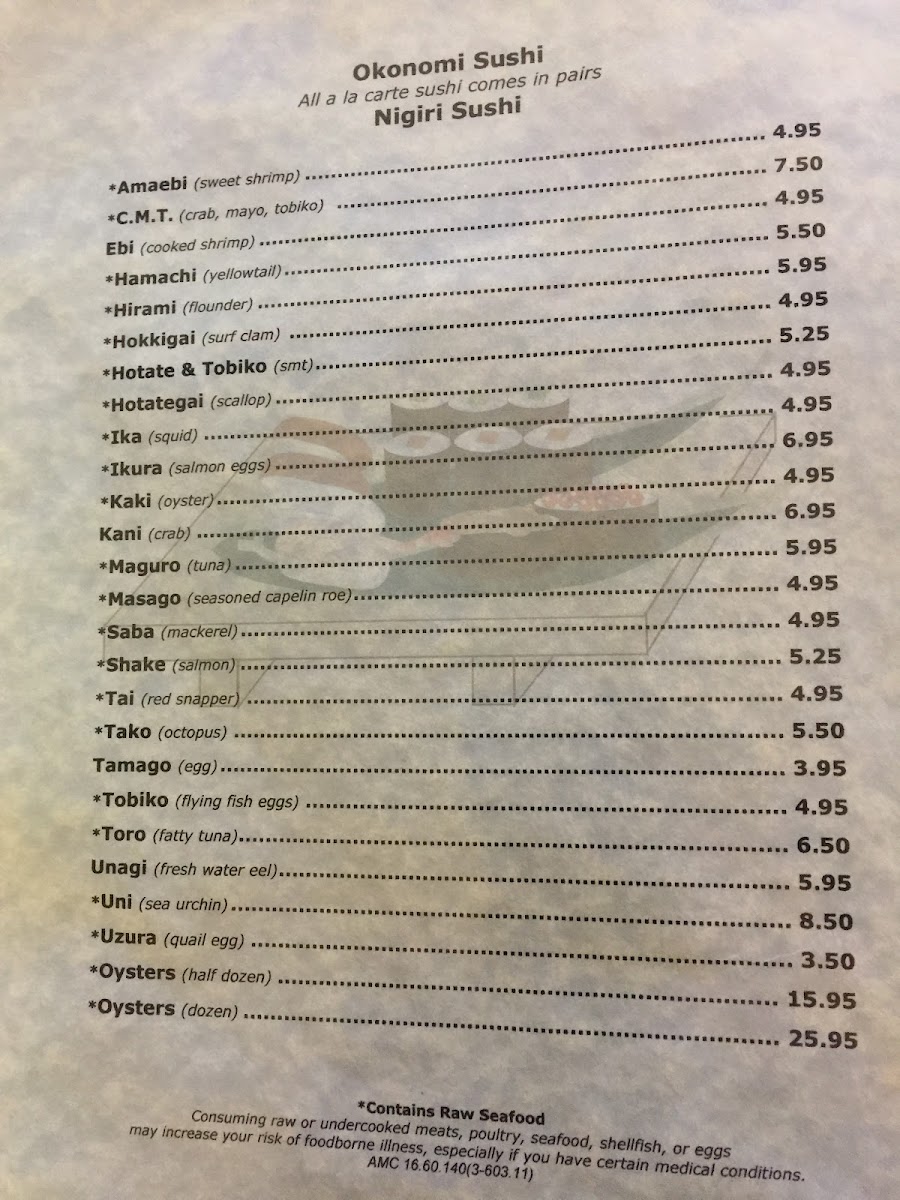 Okonomi Sushi
All a la carte sushi comes in pairs
Nigiri Sushi
*Amaebi (sweet shrimp) 4.95
*C.M.T. (crab, mayo, tobiko) 7.50
Ebi (cooked shrimp) 4.95
*Hamachi (yellowtail) 5.50
*Hirami (flounder) 5.95
*Hokkigai (surf clam) 4.95
*Hotate & Tobiko (smt) 5.25
*Hotategai (scallop) 4.95
*Ika (squid) 4.95
*Ikura (salmon eggs) 6.95
*Kaki (oyster) 4.95
Kani (crab) 6.95
*Maguro (tuna) 5.95
*Masago (seasoned capelin roe) 4.95
*Saba (mackerel) 4.95
*Shake (salmon) 5.25
*Tai (red snapper) 4.95
*Tako (octopus) 5.50
Tamago (egg) 3.95
*Tobiko (flying fish eggs) 4.95
*Toro (fatty tuna) 6.50
Unagi (fresh water eel) 5.95
*Uni (sea urchin) 8.50
*Uzura (quail egg) 3.50
*Oysters (half dozen) 15.95
*Oysters (dozen) 25.95
*Contains Raw Seafood
Consuming raw or undercooked meats, poultry, seafood, shellfish, or eggs
may increase your risk of foodborne illness, especially if you have certain medical conditions.
AMC 16.60.140(3-603.11)